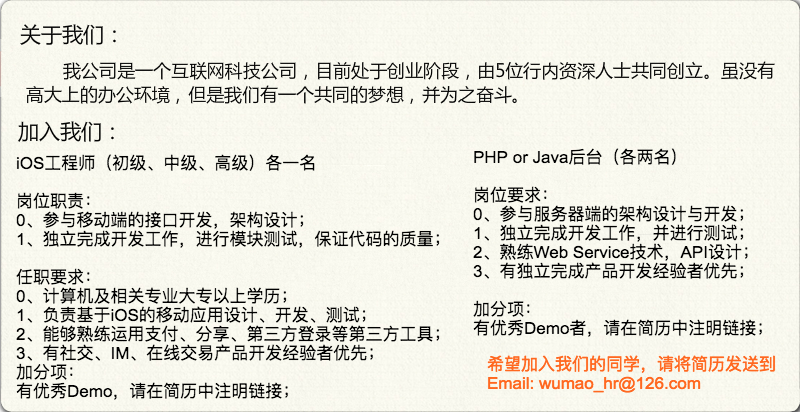 关于我们：
我公司是一个互联网科技公司，目前处于创业阶段，由5位行内资深人士共同创立。虽没有
高大上的办公环境，但是我们有一个共同的梦想，并为之奋斗。
加入我们：
iOS工程师（初级、中级、高级）各一名
岗位职责：
0、参与移动端的接口开发，架构设计；
1、独立完成开发工作，进行模块测试，保证代码的质量；
任职要求：
0、计算机及相关专业大专以上学历；
1、负责基于iOS的移动应用设计、开发、测试；
2、能够熟练运用支付、分享、第三方登录等第三方工具；
3、有社交、IM、在线交易产品开发经验者优先；
加分项：
有优秀Demo，请在简历中注明链接；
PHP or Java后台（各两名）
岗位要求：
0、参与服务器端的架构设计与开发；
1、独立完成开发工作，并进行测试；
2、熟练Web Service技术，API设计；
3、有独立完成产品开发经验者优先；
加分项：
有优秀Demo者，请在简历中注明链接；
希望加入我们的同学，请将简历发送到
Email: wumao_hr@126.com